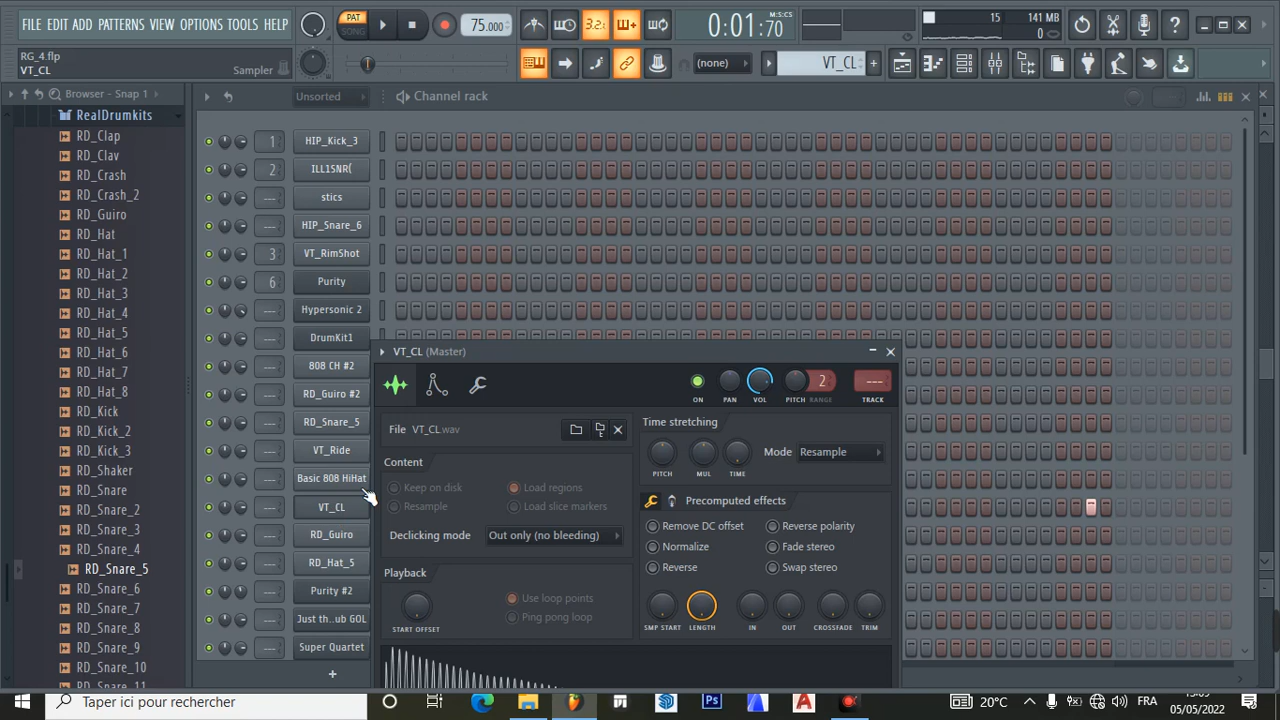 FILE EDIT ADD PATTERNS VIEW OPTIONS TOOLS HELP
PAT
SONG
75.000
3.2
0:01:70
M:S:CS
15
141 MB
0
RG_4.flp
VT_CL
Sampler
(none)
VT_CL
Browser - Snap 1
Unsorted
Channel rack
RealDrumkits
RD_Clap
RD_Clav
RD_Crash
RD_Crash_2
RD_Guiro
RD_Hat
RD_Hat_1
RD_Hat_2
RD_Hat_3
RD_Hat_4
RD_Hat_5
RD_Hat_6
RD_Hat_7
RD_Hat_8
RD_Kick
RD_Kick_2
RD_Kick_3
RD_Shaker
RD_Snare
RD_Snare_2
RD_Snare_3
RD_Snare_4
RD_Snare_5
RD_Snare_6
RD_Snare_7
RD_Snare_8
RD_Snare_9
RD_Snare_10
RD_Snare_11
1 HIP_Kick_3
2 ILL1SNR(
--- stics
--- HIP_Snare_6
3 VT_RimShot
6 Purity
--- Hypersonic 2
--- DrumKit1
--- 808 CH #2
--- RD_Guiro #2
--- RD_Snare_5
--- VT_Ride
--- Basic 808 HiHat
--- VT_CL
--- RD_Guiro
--- RD_Hat_5
--- Purity #2
--- Just th..ub GOL
--- Super Quartet
+
VT_CL (Master)
2 ---
ON PAN VOL PITCH RANGE TRACK
File VT_CL.wav
Content
Keep on disk
Load regions
Resample
Load slice markers
Declicking mode Out only (no bleeding)
Playback
Use loop points
Ping pong loop
START OFFSET
Time stretching
Mode Resample
PITCH MUL TIME
Precomputed effects
Remove DC offset
Reverse polarity
Normalize
Fade stereo
Reverse
Swap stereo
SMP START LENGTH IN OUT CROSSFADE TRIM
Taper ici pour rechercher
Ps
20°C
FRA
05/05/2022